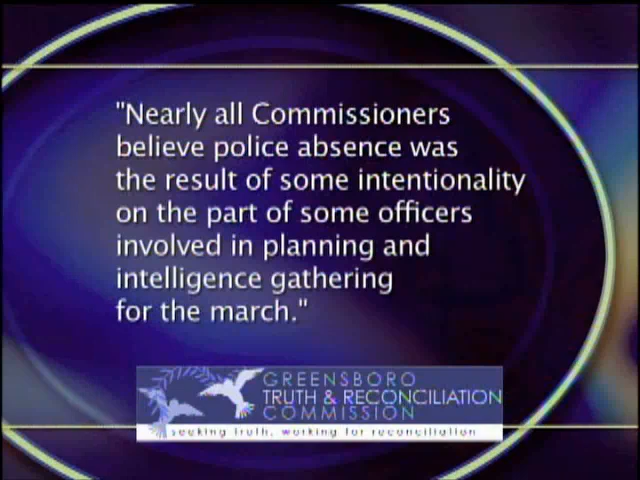 "Nearly all Commissioners
believe police absence was
the result of some intentionality
on the part of some officers
involved in planning and
intelligence gathering
for the march."
GREENSBORO
TRUTH & RECONCILIATION
COMMISSION
seeking truth, working for reconciliation